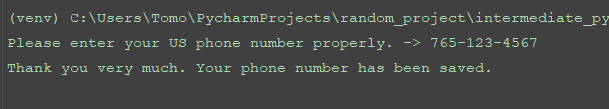 (venv) C:\Users\Tomo\PycharmProjects\random_project\intermediate_py
Please enter your US phone number properly. -> 765-123-4567
Thank you very much. Your phone number has been saved.